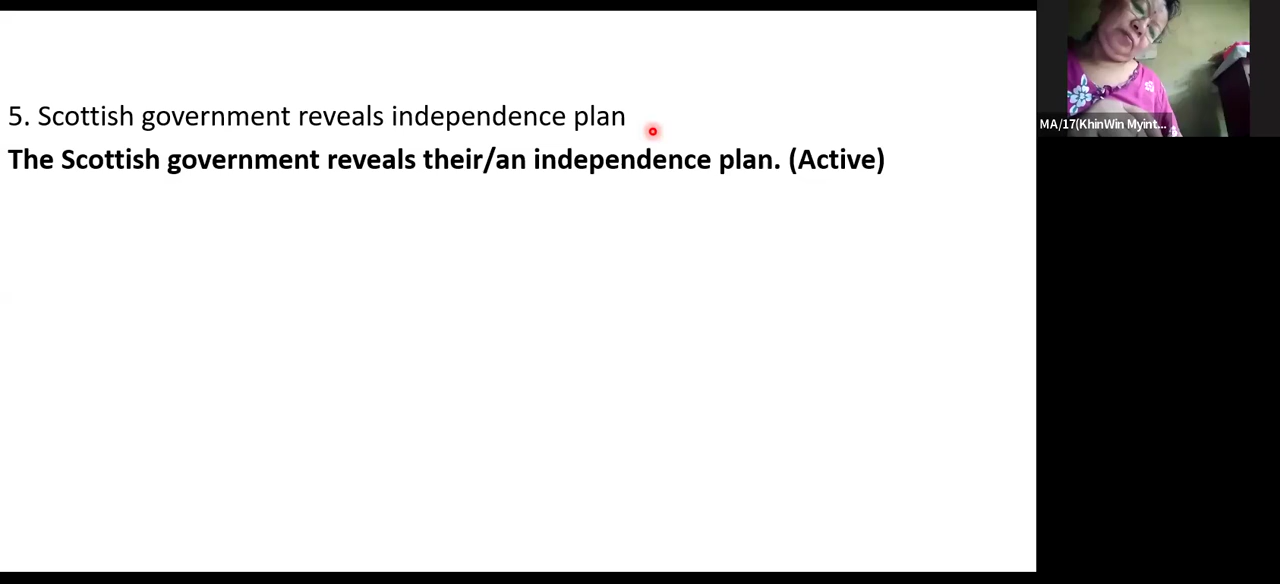 5. Scottish government reveals independence plan
The Scottish government reveals their/an independence plan. (Active)
MA/17(KhinWin Myint...